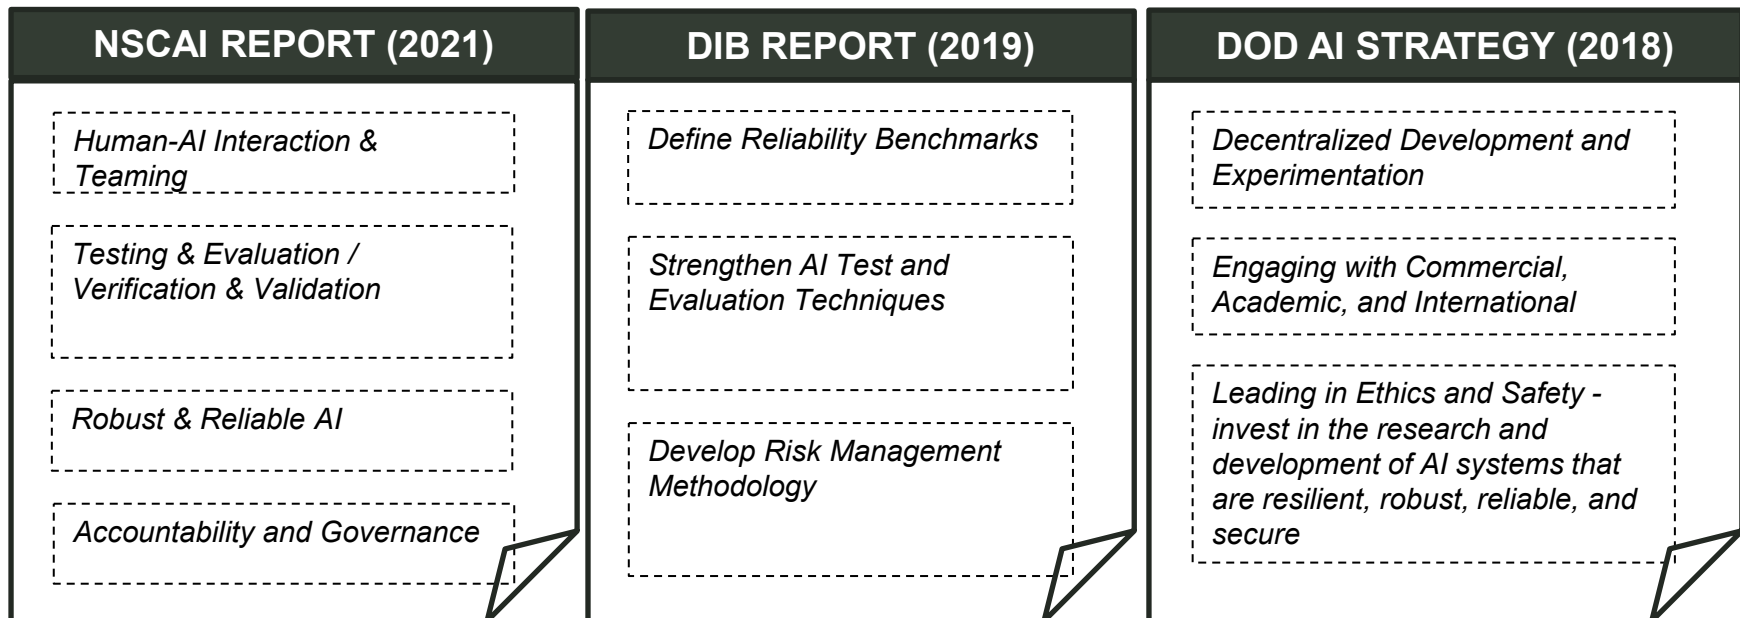 NSCAI REPORT (2021)
Human-AI Interaction &
Teaming
Testing & Evaluation /
Verification & Validation
Robust & Reliable AI
Accountability and Governance
DIB REPORT (2019)
Define Reliability Benchmarks
Strengthen AI Test and
Evaluation Techniques
Develop Risk Management
Methodology
DOD AI STRATEGY (2018)
Decentralized Development and
Experimentation
Engaging with Commercial,
Academic, and International
Leading in Ethics and Safety -
invest in the research and
development of AI systems that
are resilient, robust, reliable, and
secure